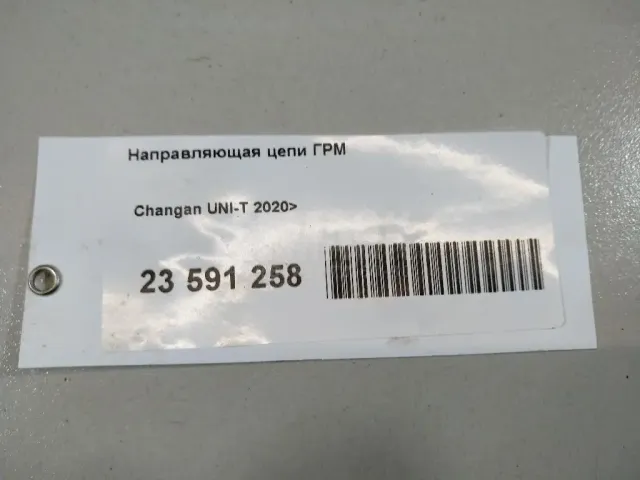 Направляющая цепи ГРМ
Changan UNI-T 2020>
23 591 258